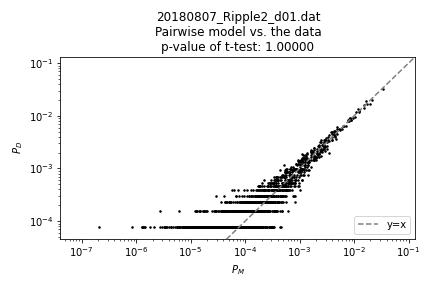 20180807_Ripple2_d01.dat
Pairwise model vs. the data
p-value of t-test: 1.00000
10⁻¹
10⁻²
10⁻³
10⁻⁴
P_D
y=x
10⁻⁷ 10⁻⁶ 10⁻⁵ 10⁻⁴ 10⁻³ 10⁻² 10⁻¹
P_M